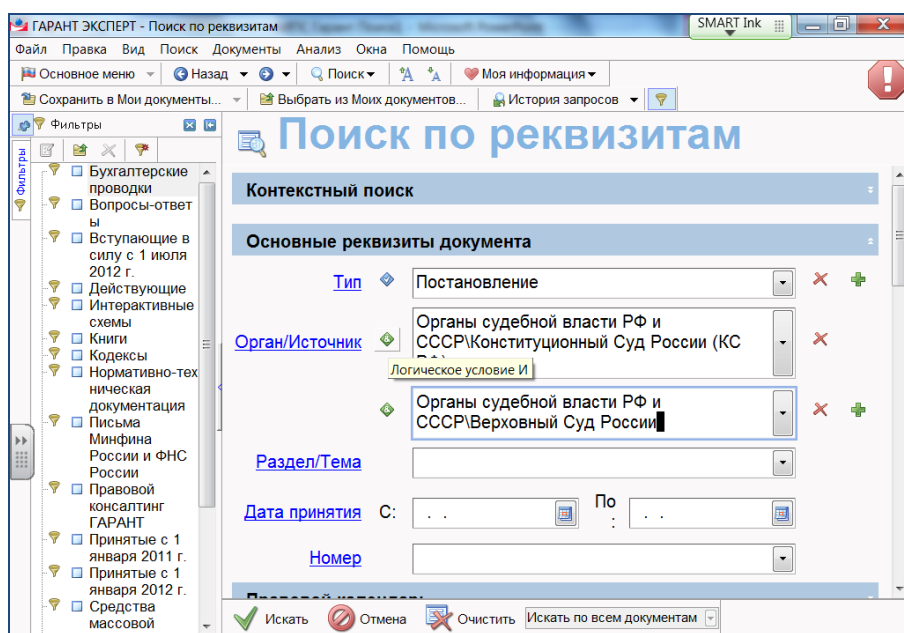 ГАРАНТ ЭКСПЕРТ - Поиск по реквизитам
SMART Ink
Файл Правка Вид Поиск Документы Анализ Окна Помощь
Основное меню Назад Поиск Моя информация
Сохранить в Мои документы... Выбрать из Моих документов... История запросов
Фильтры
Фильтры
Бухгалтерские
проводки
Вопросы-ответ
ы
Вступающие в
силу с 1 июля
2012 г.
Действующие
Интерактивные
схемы
Книги
Кодексы
Нормативно-тех
ническая
документация
Письма
Минфина
России и ФНС
России
Правовой
консалтинг
ГАРАНТ
Принятые с 1
января 2011 г.
Принятые с 1
января 2012 г.
Средства
массовой
Поиск по реквизитам
Контекстный поиск
Основные реквизиты документа
Тип Постановление
Орган/Источник
Органы судебной власти РФ и
СССР\Конституционный Суд России (КС
Логическое условие И
Органы судебной власти РФ и
СССР\Верховный Суд России
Раздел/Тема
Дата принятия С: . . По : . .
Номер
Искать Отмена Очистить Искать по всем документам